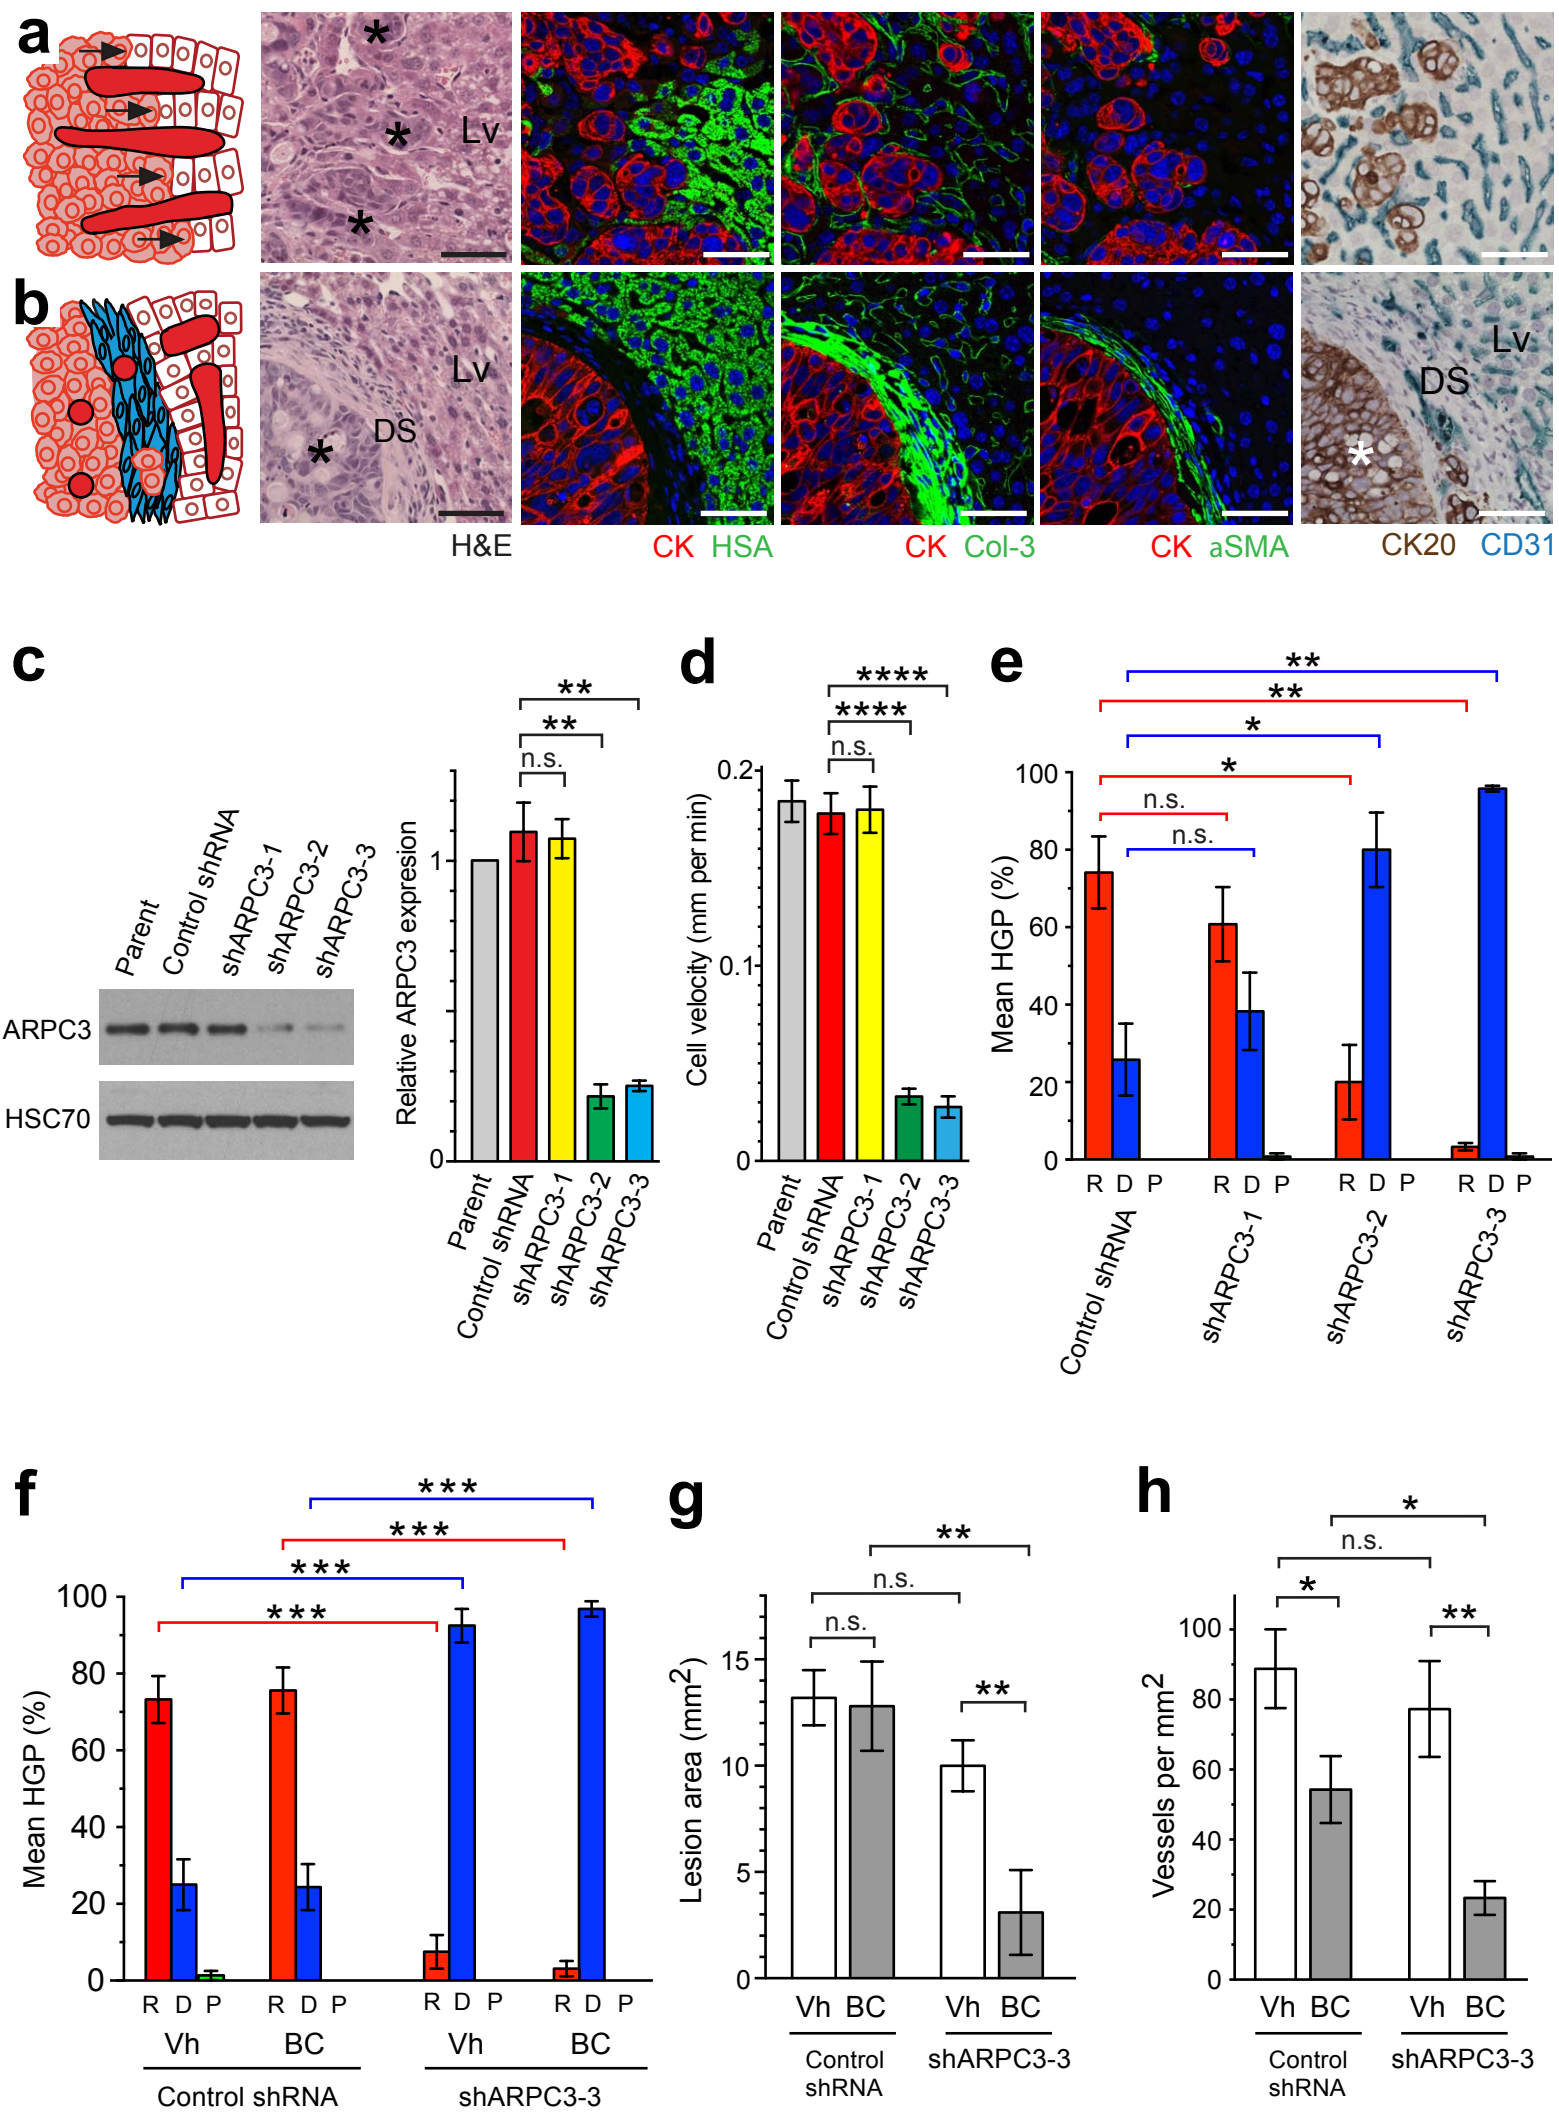 a
* * * Lv
b
* DS Lv
* DS Lv
H&E
CK HSA
CK Col-3
CK aSMA
CK20 CD31
c
Parent
Control shRNA
shARPC3-1
shARPC3-2
shARPC3-3
ARPC3
HSC70
**
**
n.s.
Relative ARPC3 expresion
1
0
Parent
Control shRNA
shARPC3-1
shARPC3-2
shARPC3-3
d
****
****
n.s.
Cell velocity (mm per min)
0.2
0.1
0
Parent
Control shRNA
shARPC3-1
shARPC3-2
shARPC3-3
e
**
**
*
*
n.s.
n.s.
Mean HGP (%)
100
80
60
40
20
0
R D P R D P R D P R D P
Control shRNA
shARPC3-1
shARPC3-2
shARPC3-3
f
***
***
***
***
Mean HGP (%)
100
80
60
40
20
0
R D P R D P R D P R D P
Vh BC Vh BC
Control shRNA shARPC3-3
g
**
n.s.
n.s.
**
Lesion area (mm2)
15
10
5
0
Vh BC Vh BC
Control
shRNA
shARPC3-3
h
*
n.s.
*
**
Vessels per mm2
100
80
60
40
20
0
Vh BC Vh BC
Control
shRNA
shARPC3-3